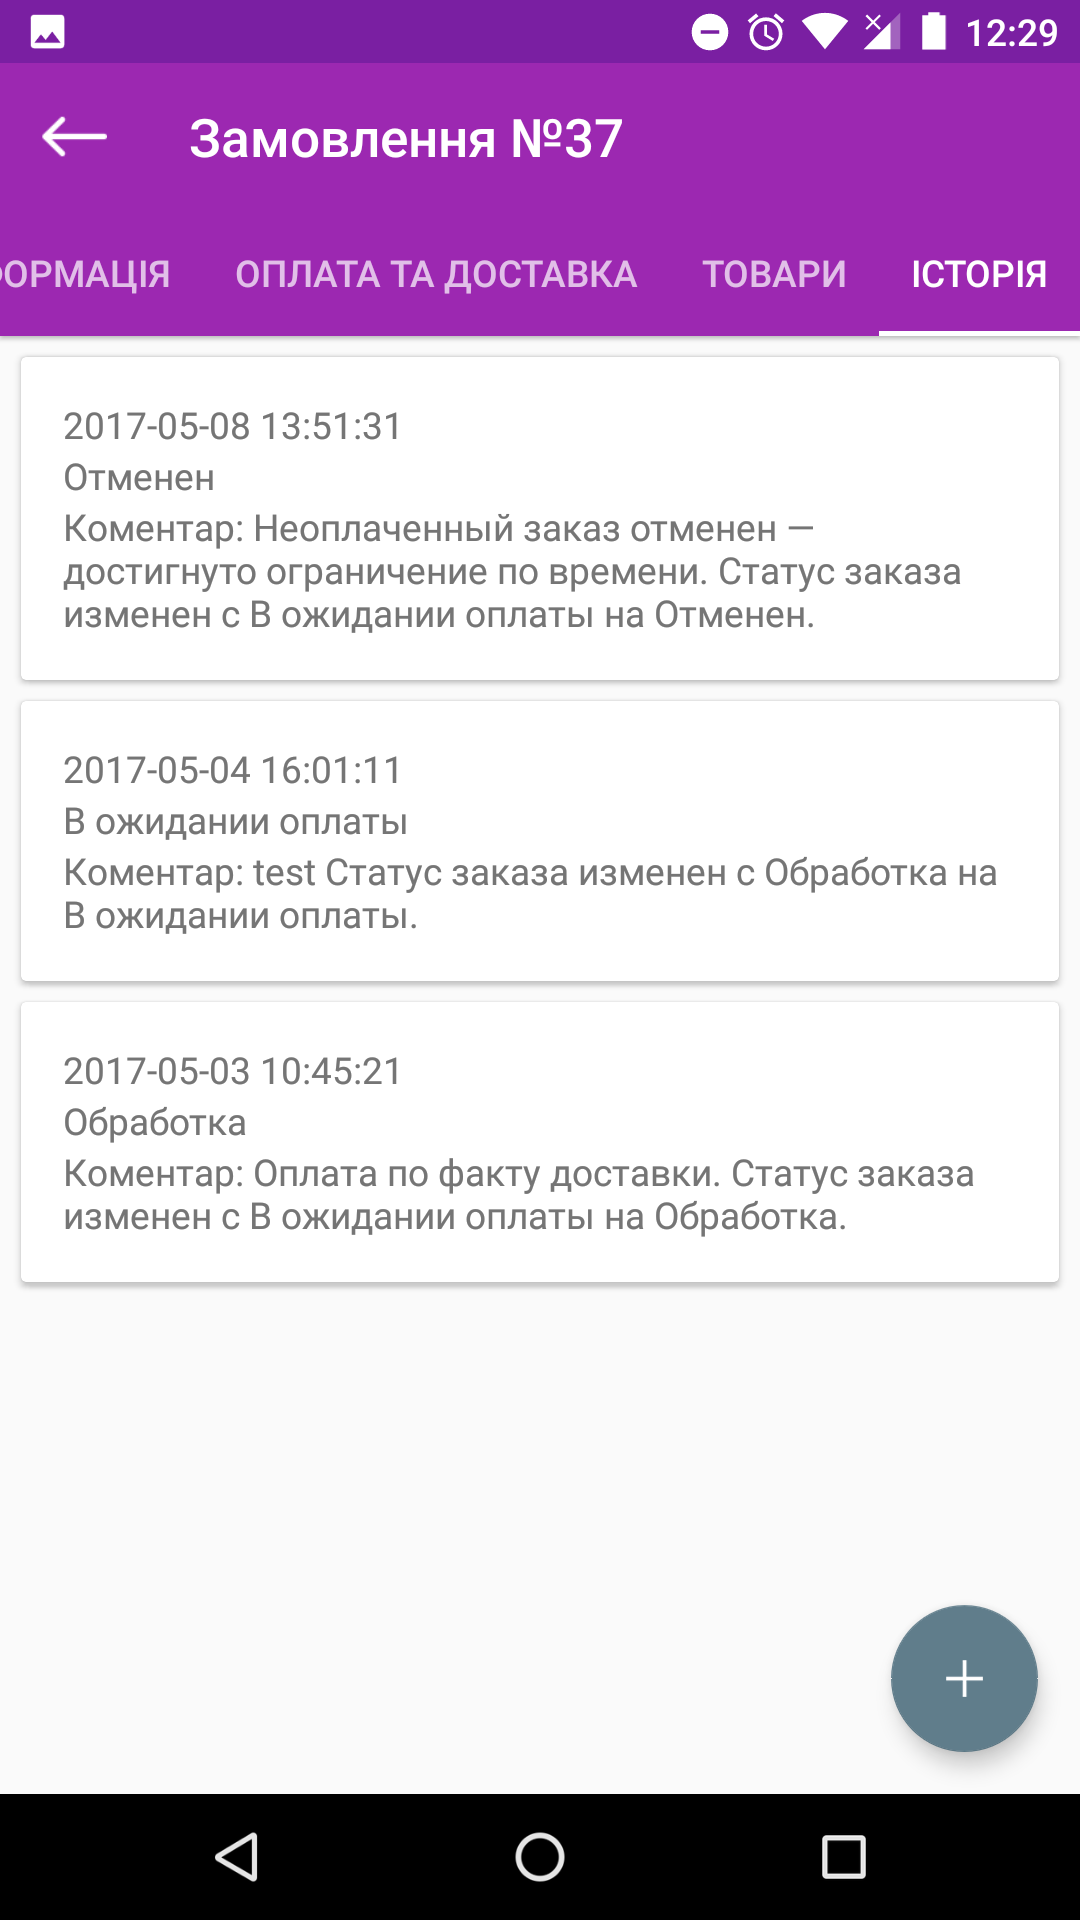 12:29
Замовлення №37
ФОРМАЦІЯ ОПЛАТА ТА ДОСТАВКА ТОВАРИ ІСТОРІЯ
2017-05-08 13:51:31
Отменен
Коментар: Неоплаченный заказ отменен —
достигнуто ограничение по времени. Статус заказа
изменен с В ожидании оплаты на Отменен.
2017-05-04 16:01:11
В ожидании оплаты
Коментар: test Статус заказа изменен с Обработка на
В ожидании оплаты.
2017-05-03 10:45:21
Обработка
Коментар: Оплата по факту доставки. Статус заказа
изменен с В ожидании оплаты на Обработка.